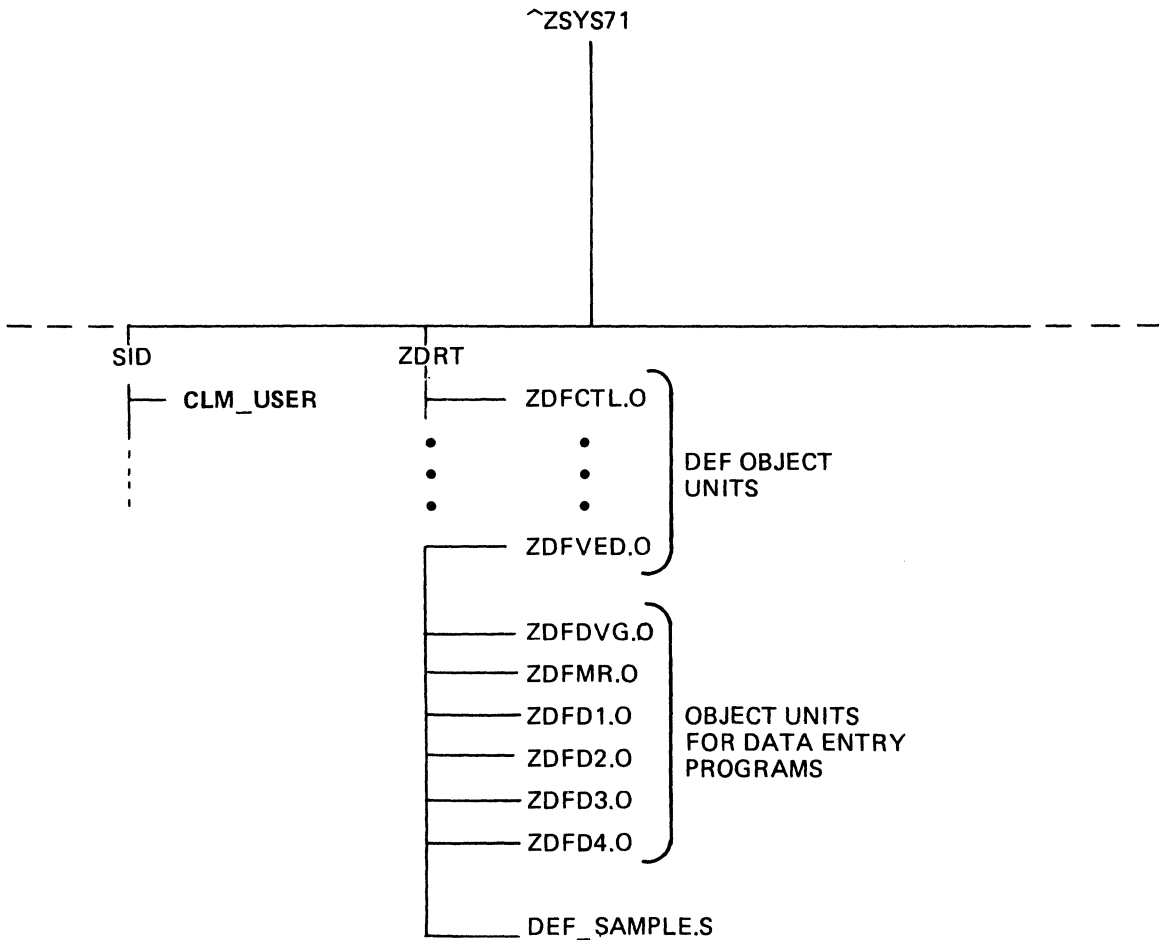 ^ZSYS71
SID
ZDRT
CLM_USER
ZDFCTL.O
DEF OBJECT
UNITS
ZDFVED.O
ZDFDVG.O
ZDFMR.O
ZDFD1.O
OBJECT UNITS
FOR DATA ENTRY
PROGRAMS
ZDFD2.O
ZDFD3.O
ZDFD4.O
DEF_SAMPLE.S